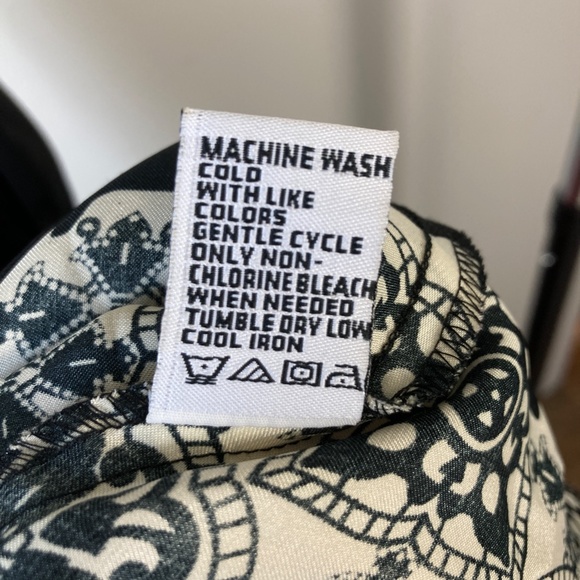 MACHINE WASH
COLD
WITH LIKE
COLORS
GENTLE CYCLE
ONLY NON-
CHLORINE BLEACH
WHEN NEEDED
TUMBLE DRY LOW
COOL IRON